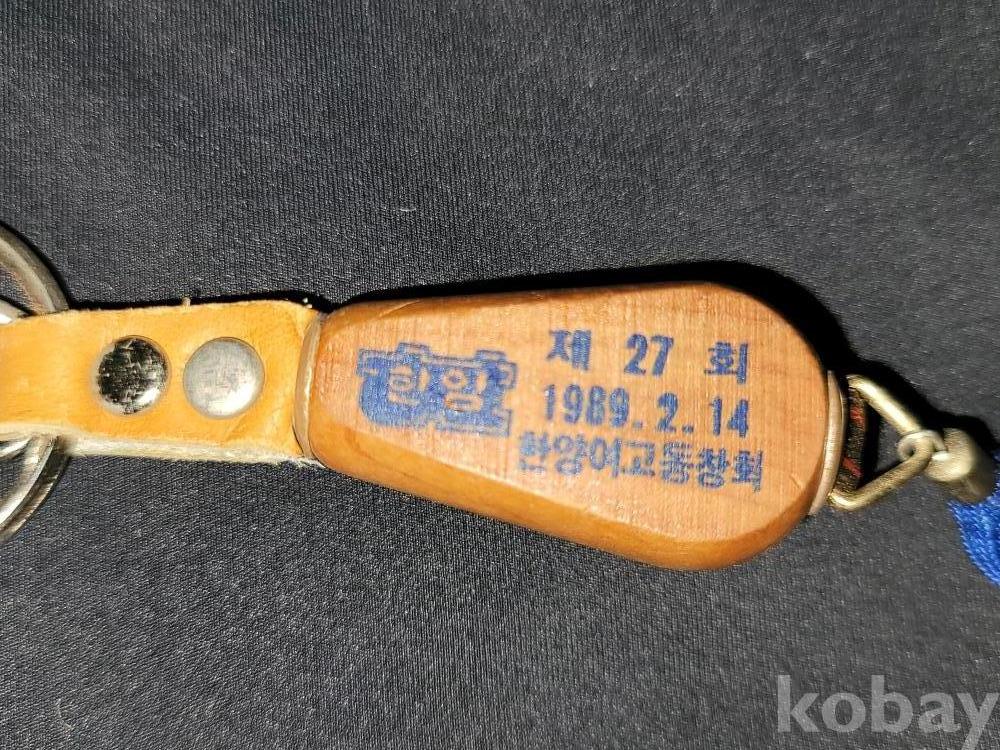 한양
제 27 회
1989.2.14
한양여고동창회
kobay